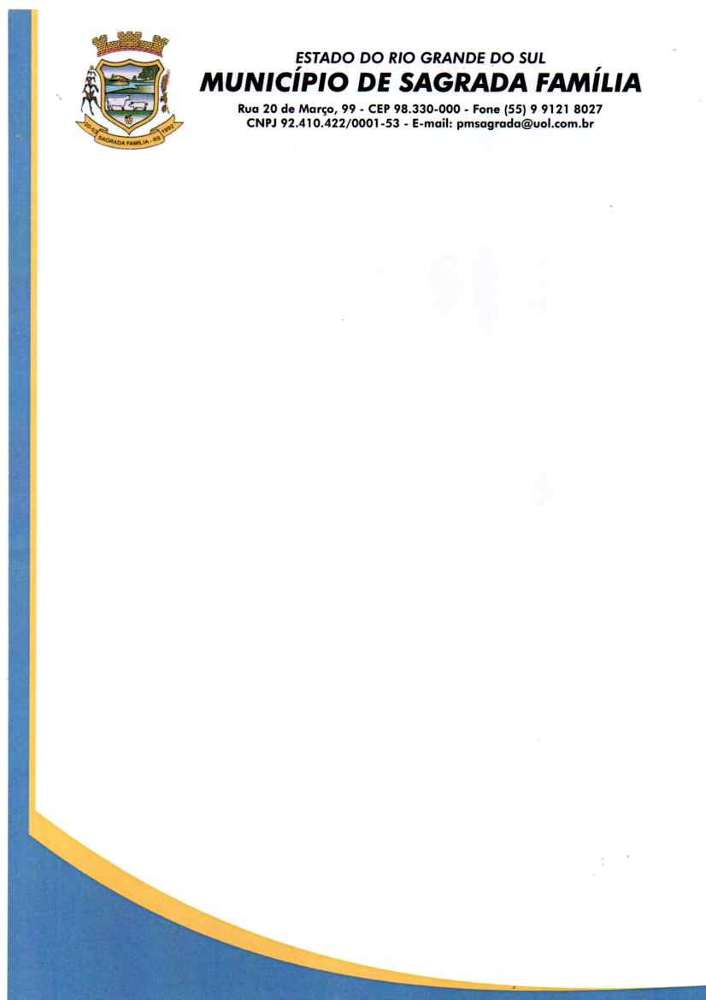 ESTADO DO RIO GRANDE DO SUL
MUNICÍPIO DE SAGRADA FAMÍLIA
Rua 20 de Março, 99 - CEP 98.330-000 - Fone (55) 9 9121 8027
CNPJ 92.410.422/0001-53 - E-mail: pmsagrada@uol.com.br
20-03 SAGRADA FAMÍLIA - RS 1992